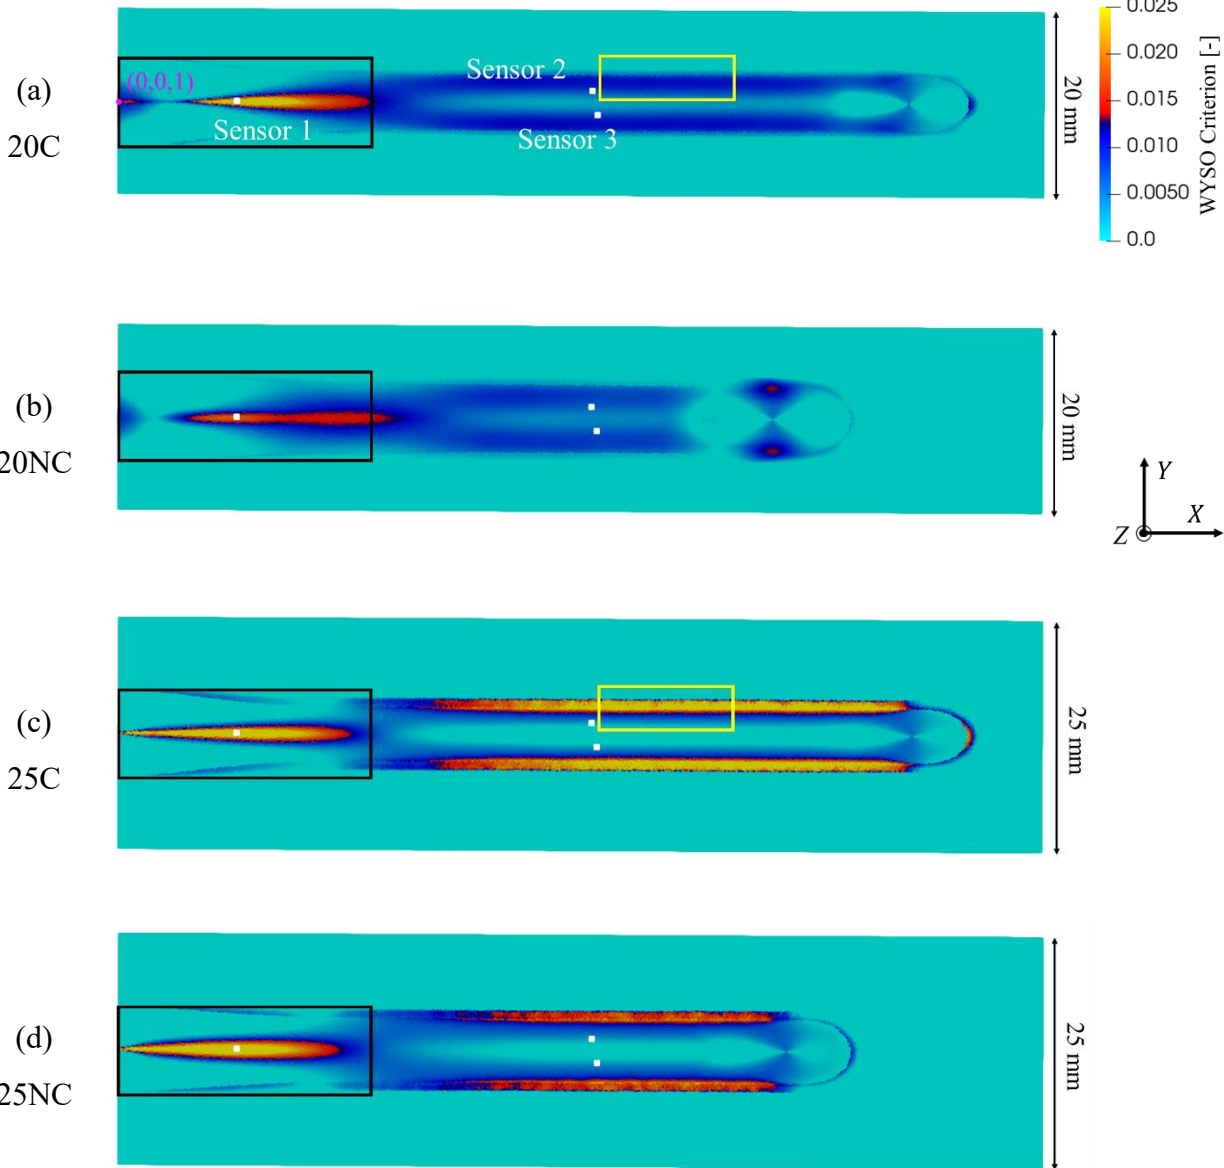 (a)
20C
(0,0,1)
Sensor 1
Sensor 2
Sensor 3
20 mm
0.025
0.020
0.015
0.010
0.0050
0.0
WYSO Criterion [-]
(b)
20NC
20 mm
Y
X
Z
(c)
25C
25 mm
(d)
25NC
25 mm